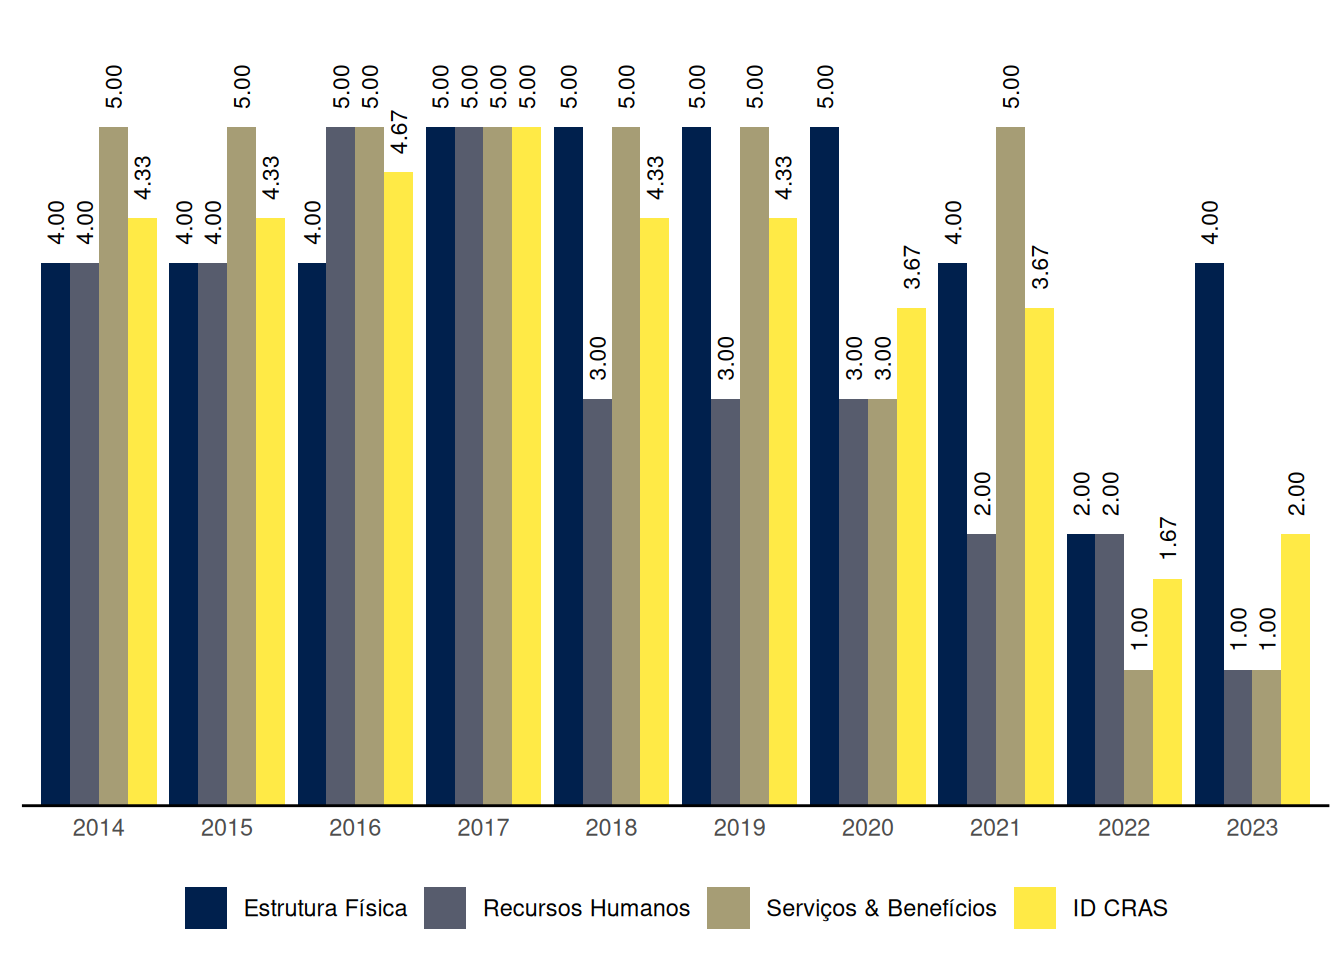 4.00 4.00 5.00 4.33
4.00 4.00 5.00 4.33
4.00 5.00 5.00 4.67
5.00 5.00 5.00 5.00
5.00 3.00 5.00 4.33
5.00 3.00 5.00 4.33
5.00 3.00 3.00 3.67
4.00 2.00 5.00 3.67
2.00 2.00 1.00 1.67
4.00 1.00 1.00 2.00
2014 2015 2016 2017 2018 2019 2020 2021 2022 2023
Estrutura Física Recursos Humanos Serviços & Benefícios ID CRAS